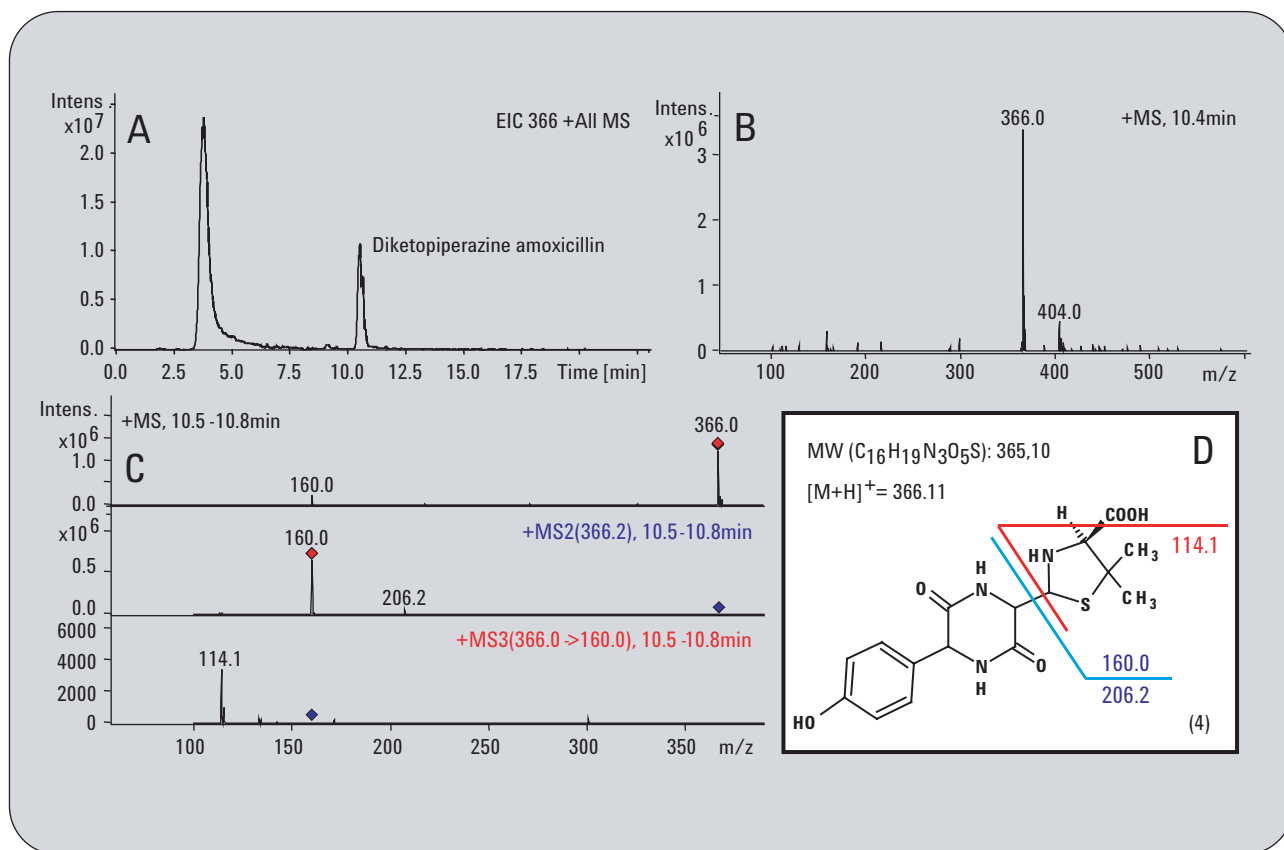 Intens.
x10⁷
A
EIC 366 +All MS
2.0
1.5
1.0
0.5
0.0
Diketopiperazine amoxicillin
0.0 2.5 5.0 7.5 10.0 12.5 15.0 17.5 Time [min]
Intens.
x10⁶
B
366.0
+MS, 10.4min
3
2
1
0
404.0
100 200 300 400 500 m/z
Intens.
x10⁶
1.0
0.0
+MS, 10.5 -10.8min
C
160.0
366.0
x10⁶
0.5
0.0
+MS2(366.2), 10.5-10.8min
160.0
206.2
6000
4000
2000
0
+MS3(366.0 ->160.0), 10.5 -10.8min
114.1
100 150 200 250 300 350 m/z
MW (C₁₆H₁₉N₃O₅S): 365,10
D
[M+H]⁺= 366.11
H
COOH
HN
114.1
CH₃
CH₃
S
H
N
O
O
N
H
160.0
206.2
HO
(4)